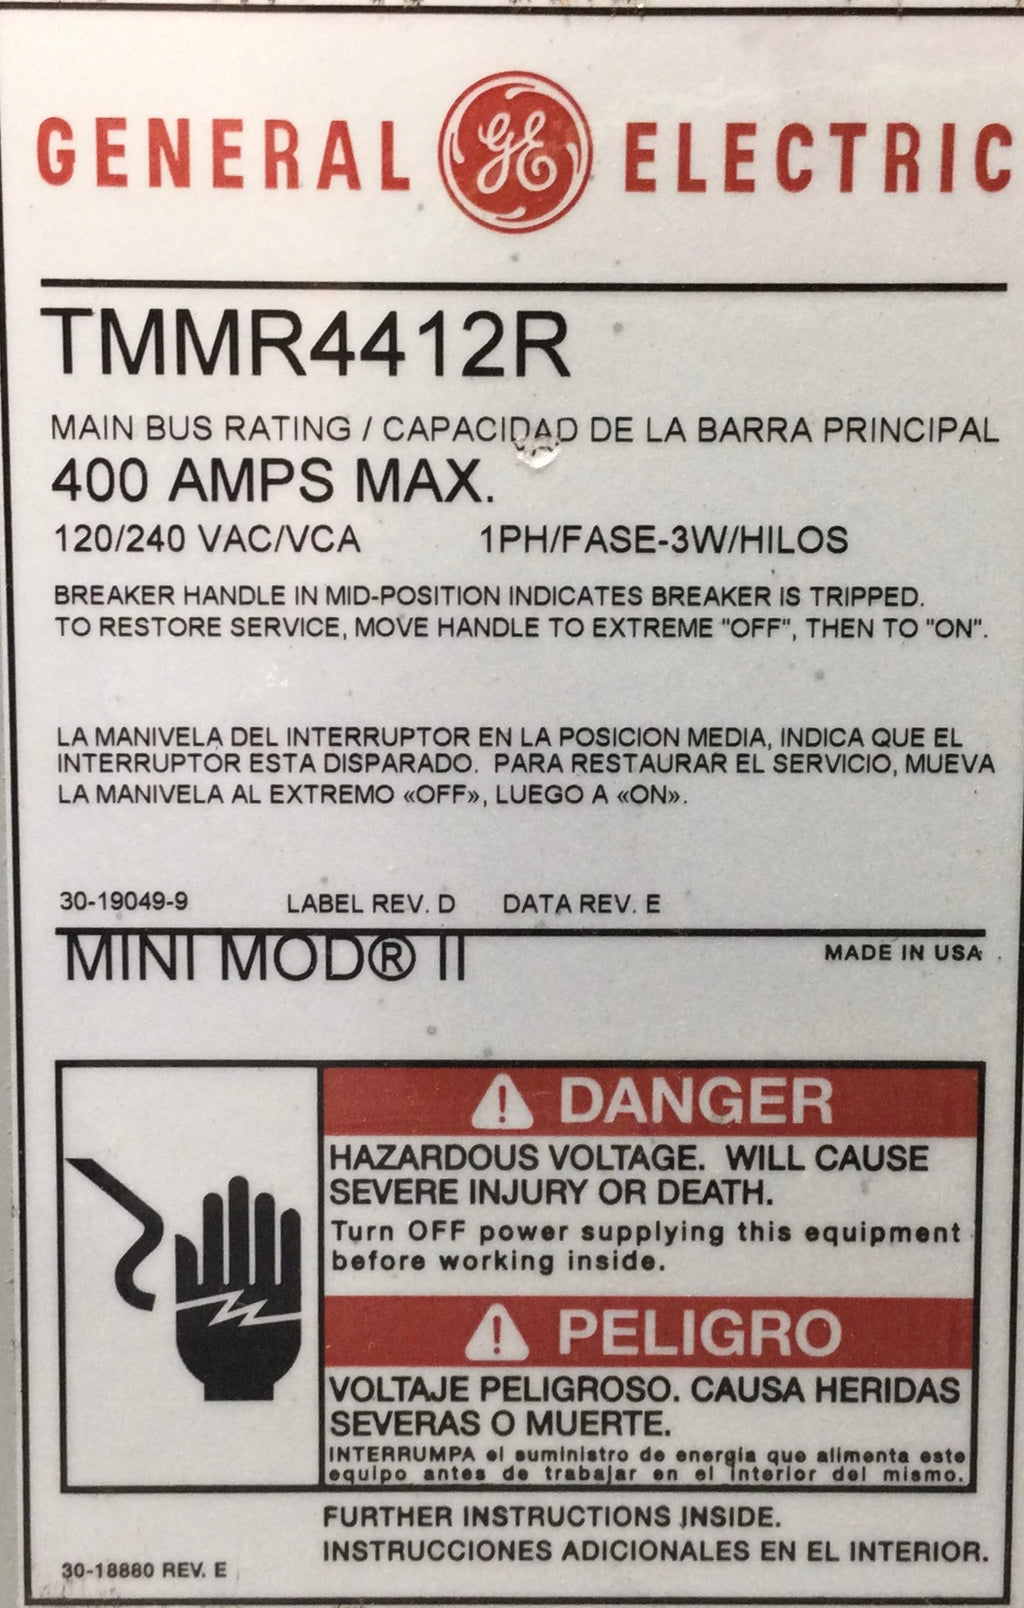 GENERAL GE ELECTRIC
TMMR4412R
MAIN BUS RATING / CAPACIDAD DE LA BARRA PRINCIPAL
400 AMPS MAX.
120/240 VAC/VCA 1PH/FASE-3W/HILOS
BREAKER HANDLE IN MID-POSITION INDICATES BREAKER IS TRIPPED.
TO RESTORE SERVICE, MOVE HANDLE TO EXTREME "OFF", THEN TO "ON".
LA MANIVELA DEL INTERRUPTOR EN LA POSICION MEDIA, INDICA QUE EL
INTERRUPTOR ESTA DISPARADO. PARA RESTAURAR EL SERVICIO, MUEVA
LA MANIVELA AL EXTREMO «OFF», LUEGO A «ON».
30-19049-9 LABEL REV. D DATA REV. E
MINI MOD® II MADE IN USA
DANGER
HAZARDOUS VOLTAGE. WILL CAUSE
SEVERE INJURY OR DEATH.
Turn OFF power supplying this equipment
before working inside.
PELIGRO
VOLTAJE PELIGROSO. CAUSA HERIDAS
SEVERAS O MUERTE.
INTERRUMPA el suministro de energia que alimenta este
equipo antes de trabajar en el interior del mismo.
FURTHER INSTRUCTIONS INSIDE.
INSTRUCCIONES ADICIONALES EN EL INTERIOR.
30-18880 REV. E